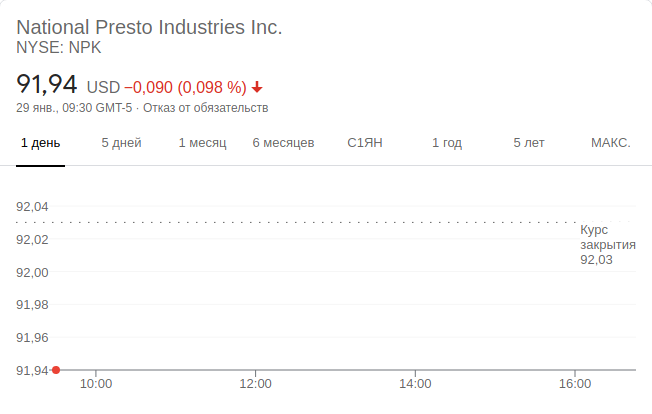 National Presto Industries Inc.
NYSE: NPK
91,94 USD −0,090 (0,098 %)
29 янв., 09:30 GMT-5 · Отказ от обязательств
1 день 5 дней 1 месяц 6 месяцев С1ЯН 1 год 5 лет МАКС.
92,04
92,02
92,00
91,98
91,96
91,94
Курс
закрытия
92,03
10:00 12:00 14:00 16:00